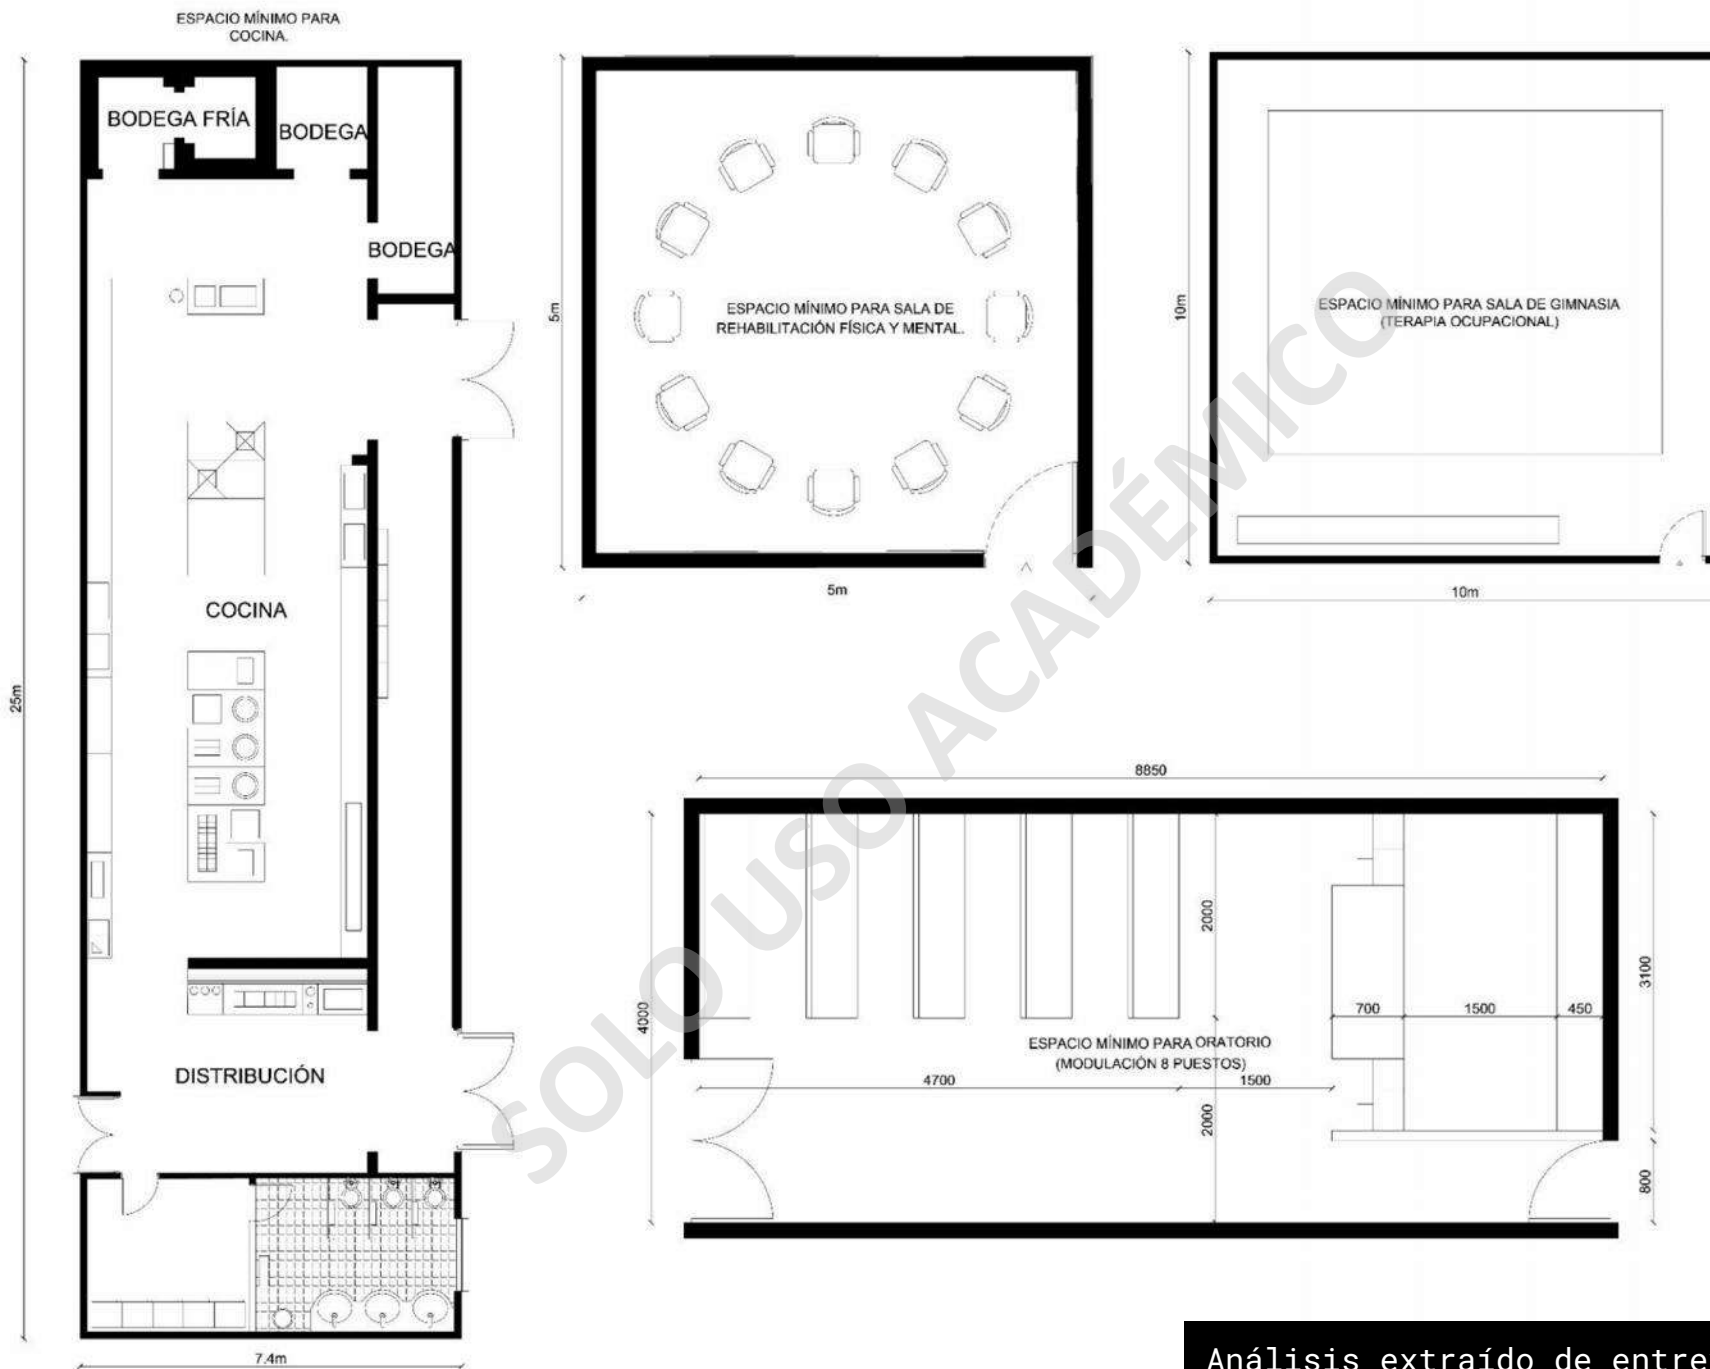 ESPACIO MÍNIMO PARA
COCINA.
BODEGA FRÍA
BODEGA
BODEGA
COCINA
DISTRIBUCIÓN
25m
7.4m
ESPACIO MÍNIMO PARA SALA DE
REHABILITACIÓN FÍSICA Y MENTAL.
5m
5m
ESPACIO MÍNIMO PARA SALA DE GIMNASIA
(TERAPIA OCUPACIONAL)
10m
10m
8850
4000
2000
3100
700
1500
450
ESPACIO MÍNIMO PARA ORATORIO
(MODULACIÓN 8 PUESTOS)
4700
1500
2000
800
SOLO USO ACADÉMICO
Análisis extraído de entre